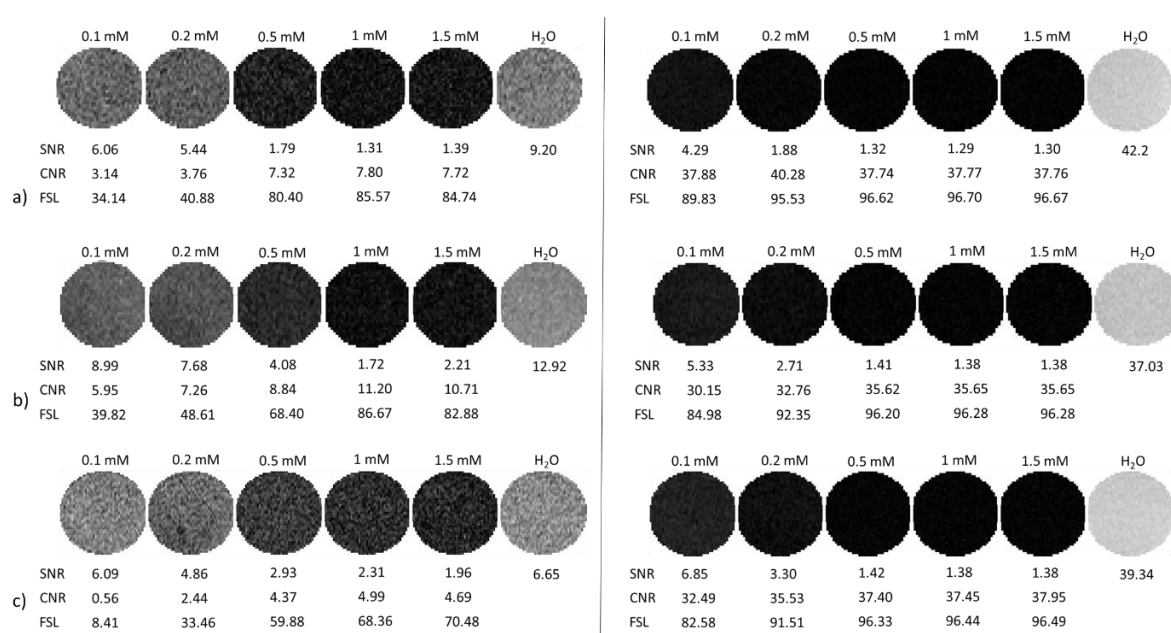 0.1 mM 0.2 mM 0.5 mM 1 mM 1.5 mM H₂O
SNR 6.06 5.44 1.79 1.31 1.39 9.20
CNR 3.14 3.76 7.32 7.80 7.72
a) FSL 34.14 40.88 80.40 85.57 84.74
0.1 mM 0.2 mM 0.5 mM 1 mM 1.5 mM H₂O
SNR 8.99 7.68 4.08 1.72 2.21 12.92
CNR 5.95 7.26 8.84 11.20 10.71
b) FSL 39.82 48.61 68.40 86.67 82.88
0.1 mM 0.2 mM 0.5 mM 1 mM 1.5 mM H₂O
SNR 6.09 4.86 2.93 2.31 1.96 6.65
c) CNR 0.56 2.44 4.37 4.99 4.69
FSL 8.41 33.46 59.88 68.36 70.48
0.1 mM 0.2 mM 0.5 mM 1 mM 1.5 mM H₂O
SNR 4.29 1.88 1.32 1.29 1.30 42.2
CNR 37.88 40.28 37.74 37.77 37.76
FSL 89.83 95.53 96.62 96.70 96.67
0.1 mM 0.2 mM 0.5 mM 1 mM 1.5 mM H₂O
SNR 5.33 2.71 1.41 1.38 1.38 37.03
CNR 30.15 32.76 35.62 35.65 35.65
FSL 84.98 92.35 96.20 96.28 96.28
0.1 mM 0.2 mM 0.5 mM 1 mM 1.5 mM H₂O
SNR 6.85 3.30 1.42 1.38 1.38 39.34
CNR 32.49 35.53 37.40 37.45 37.95
FSL 82.58 91.51 96.33 96.44 96.49